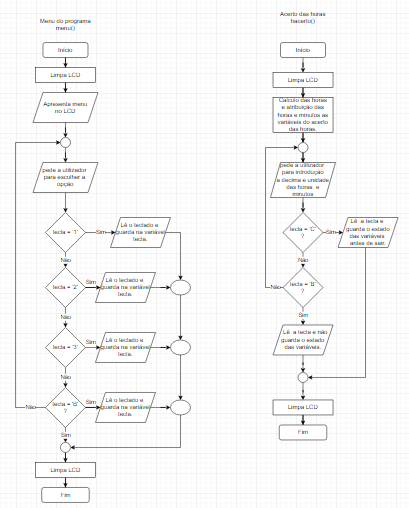 Menu do programa
menu()
Início
Limpa LCD
Apresenta menu
no LCD
pede a utilizador
para escolher a
opção
tecla = '1'
Sim
Lê o teclado e
guarda na variável
tecla.
Não
tecla = '2'
Sim
Lê o teclado e
guarda na variável
tecla.
Não
tecla = '3'
Sim
Lê o teclado e
guarda na variável
tecla.
Não
tecla = 'B'
?
Sim
Lê o teclado e
guarda na variável
tecla.
Não
Sim
Limpa LCD
Fim
Acerto das horas
hacerto()
Início
Limpa LCD
Calculo das horas
e atribuição das
horas e minutos as
variáveis do acerto
das horas.
pede a utilizador
para introdução
a decima e unidade
das horas e
minutos
tecla = 'C'
?
Sim
Lê a tecla e
guarda o estado
das variáveis
antes de sair.
Não
tecla = 'B'
?
Não
Sim
Lê a tecla e não
guarda o estado
das variáveis.
Limpa LCD
Fim